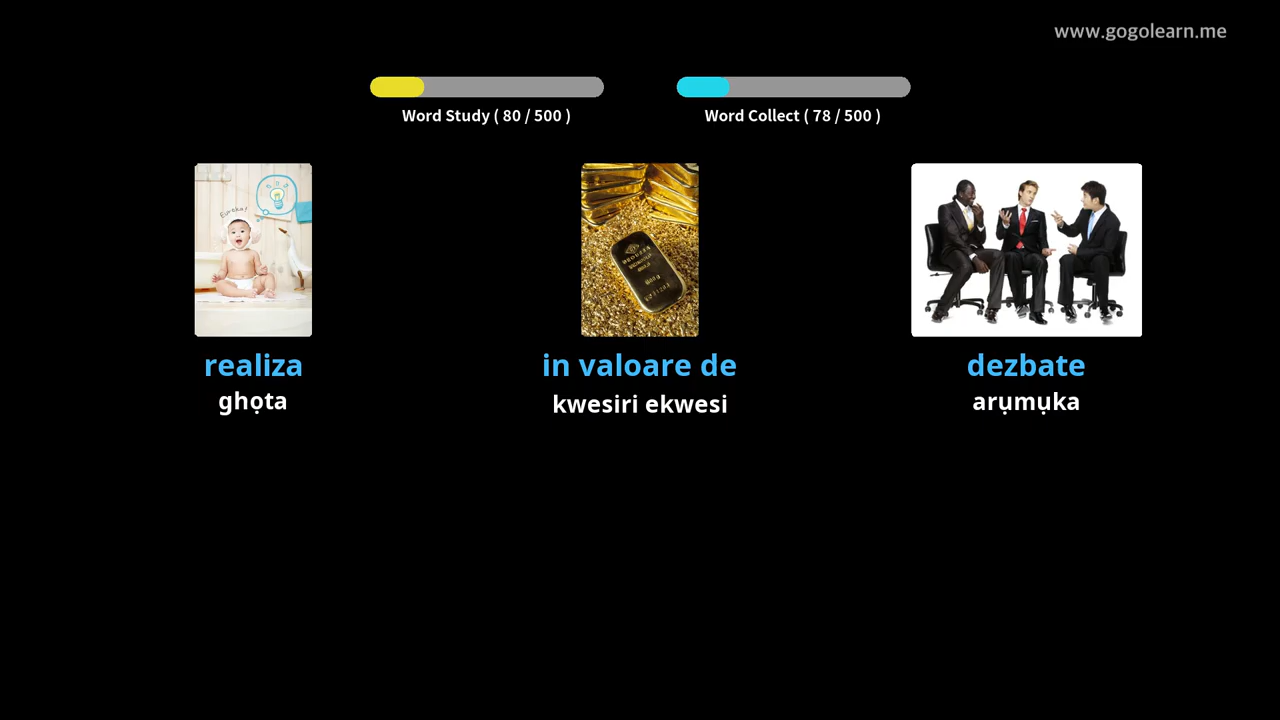 www.gogolearn.me
Word Study ( 80 / 500 )
Word Collect ( 78 / 500 )
Eureka!
realiza
in valoare de
dezbate
ghọta
kwesiri ekwesi
arụmụka